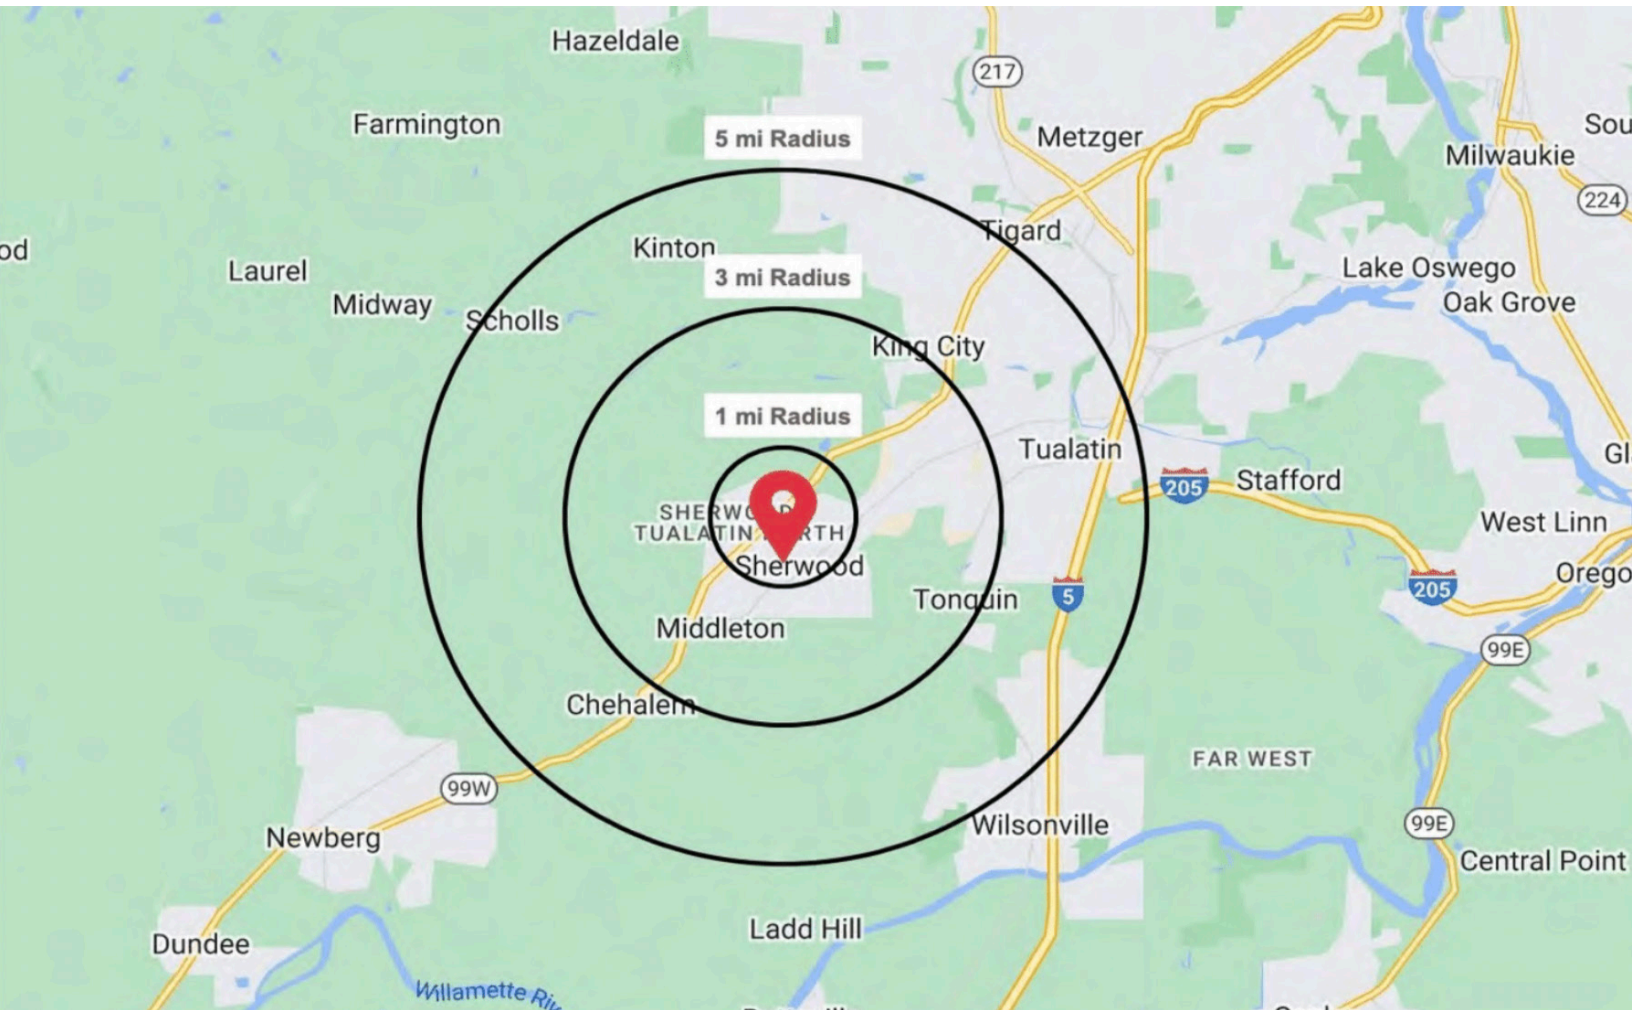 Hazeldale
217
Farmington
5 mi Radius
Metzger
Sou
Milwaukie
224
Tigard
od
Kinton
Laurel
3 mi Radius
Lake Oswego
Midway
Scholls
Oak Grove
King City
1 mi Radius
Tualatin
Gl
205
Stafford
SHERWOOD
TUALATIN NORTH
West Linn
Sherwood
Orego
205
Tonquin
5
Middleton
99E
Chehalem
FAR WEST
99W
Wilsonville
99E
Newberg
Central Point
Ladd Hill
Dundee
Willamette Riv